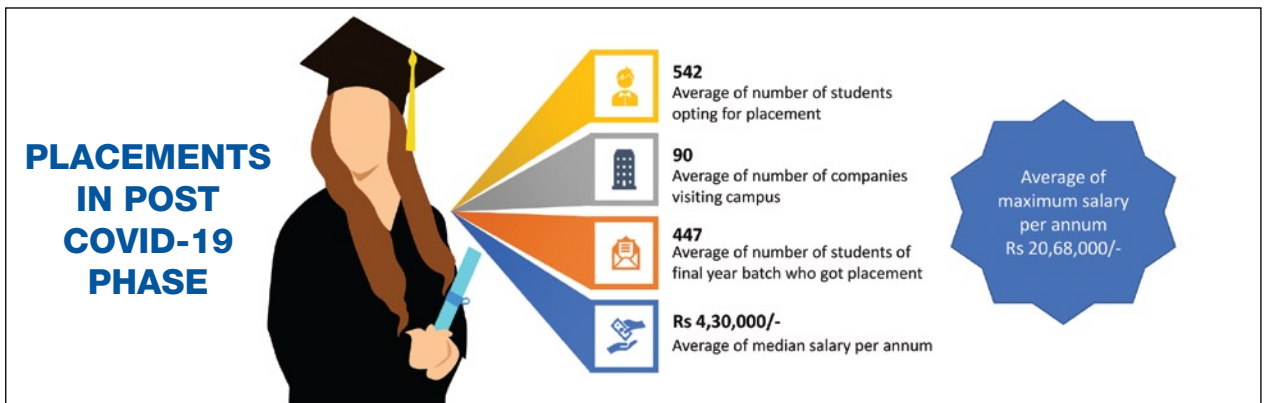 PLACEMENTS
IN POST
COVID-19
PHASE
542
Average of number of students
opting for placement
90
Average of number of companies
visiting campus
447
Average of number of students of
final year batch who got placement
Rs 4,30,000/-
Average of median salary per annum
Average of
maximum salary
per annum
Rs 20,68,000/-